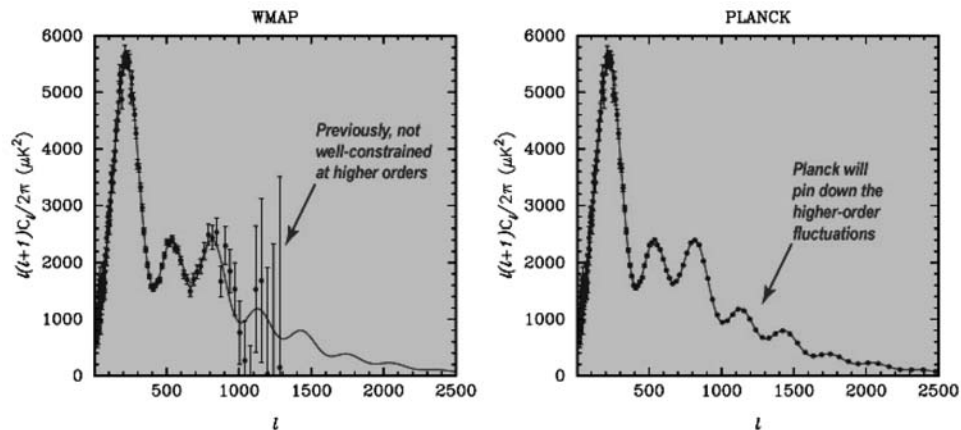 WMAP
6000
5000
4000
3000
2000
1000
0
l(l+1)Cl/2π (μK²)
Previously, not
well-constrained
at higher orders
0
500
1000
1500
2000
2500
l
PLANCK
6000
5000
4000
3000
2000
1000
0
l(l+1)Cl/2π (μK²)
Planck will
pin down the
higher-order
fluctuations
500
1000
1500
2000
2500
l